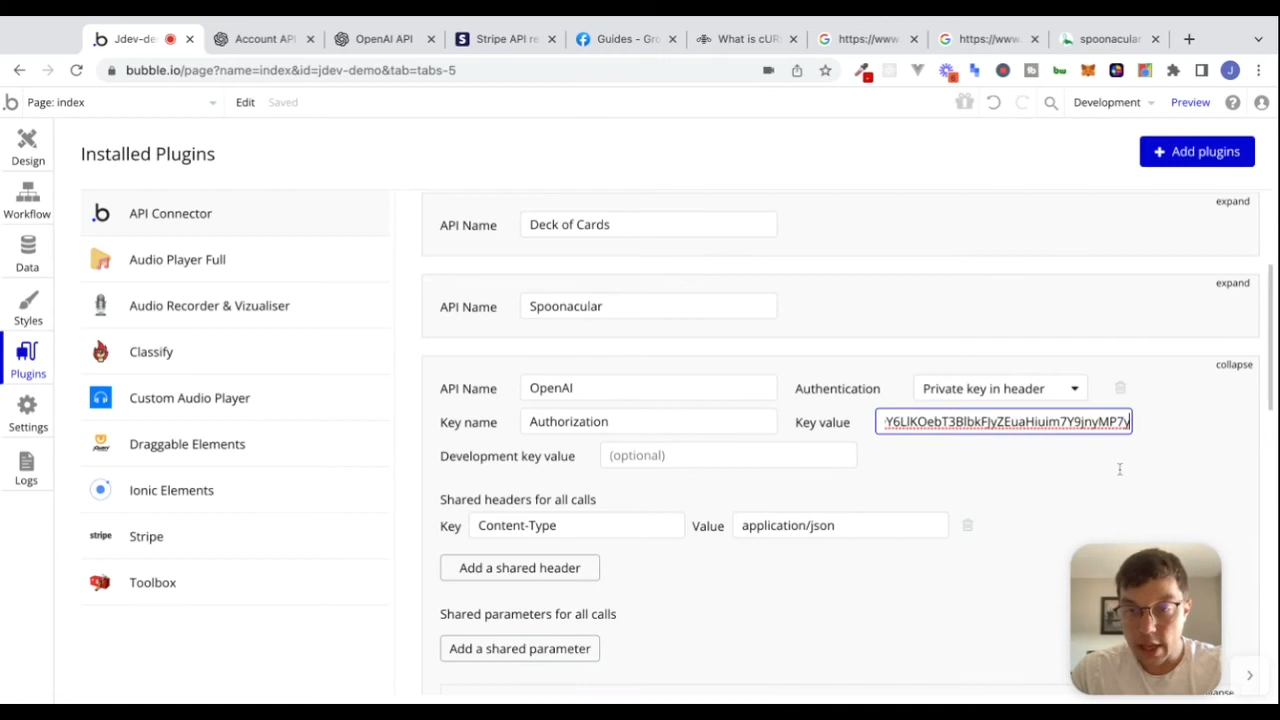 Jdev-de
Account API
OpenAI API
Stripe API re
Guides - Gro
What is cUR
https://www.
https://www.
spoonacular
bubble.io/page?name=index&id=jdev-demo&tab=tabs-5
Page: index
Edit
Saved
Development
Preview
Design
Workflow
Data
Styles
Plugins
Settings
Logs
Installed Plugins
+ Add plugins
API Connector
Audio Player Full
Audio Recorder & Vizualiser
Classify
Custom Audio Player
Draggable Elements
Ionic Elements
stripe
Stripe
Toolbox
expand
API Name Deck of Cards
expand
API Name Spoonacular
collapse
API Name OpenAI Authentication Private key in header
Key name Authorization Key value
Development key value (optional)
Shared headers for all calls
Key Content-Type Value application/json
Add a shared header
Shared parameters for all calls
Add a shared parameter